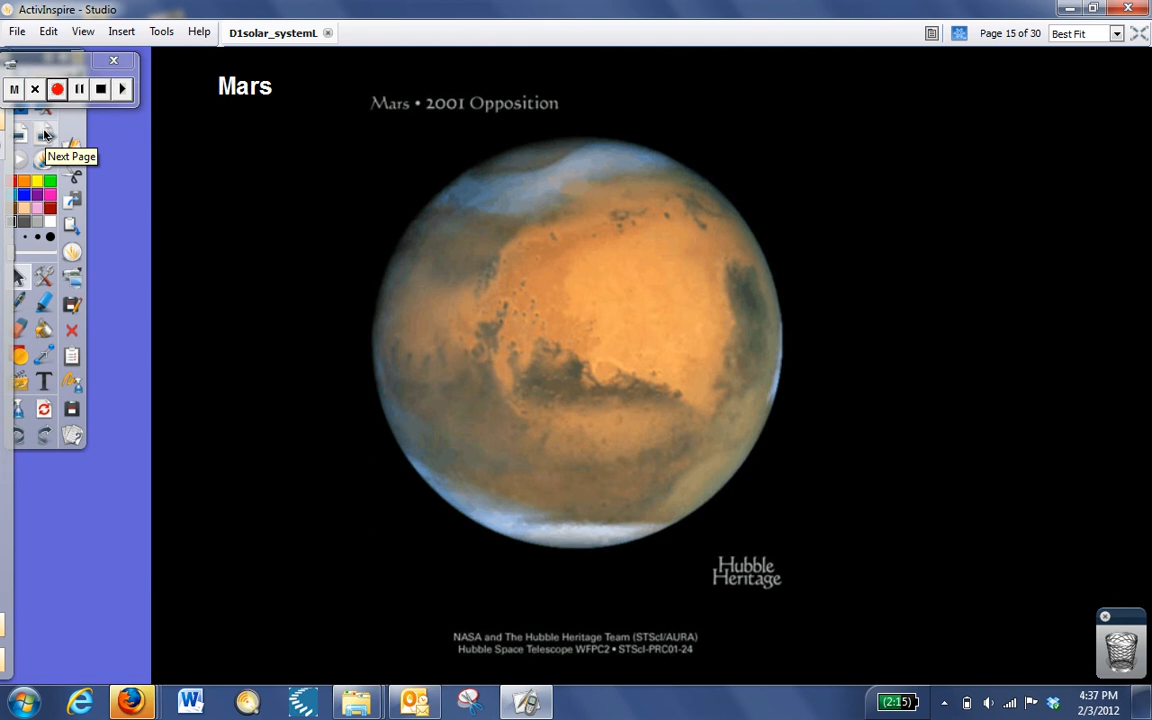 ActivInspire - Studio
File Edit View Insert Tools Help
D1solar_systemL
Page 15 of 30
Best Fit
M
Next Page
T
Mars
Mars • 2001 Opposition
Hubble
Heritage
NASA and The Hubble Heritage Team (STScI/AURA)
Hubble Space Telescope WFPC2 • STScI-PRC01-24
(2:15)
4:37 PM
2/3/2012